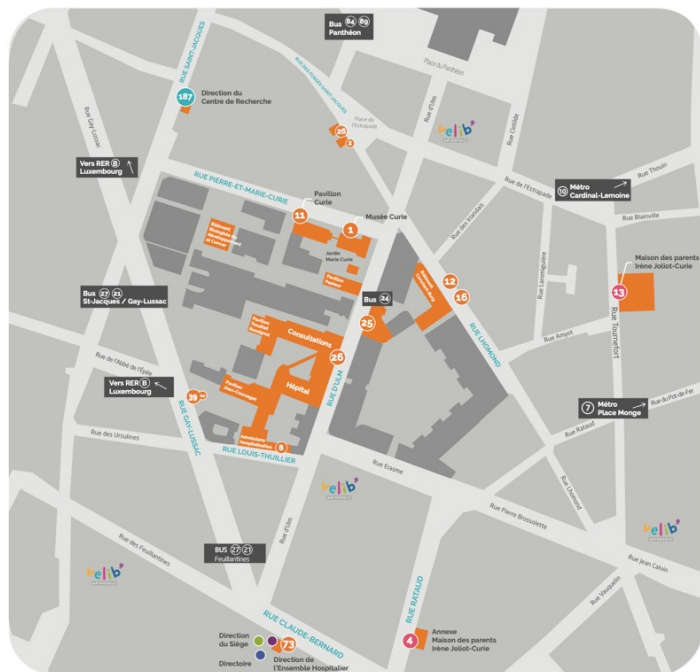 Bus 84 89
Panthéon
Place du Panthéon
RUE SAINT-JACQUES
RUE DES FOSSÉS SAINT-JACQUES
187
Direction du
Centre de Recherche
Rue Gay-Lussac
Place de
l'Estrapade
26
Rue d'Ulm
velib'
Rue Clotilde
Vers RER B
Luxembourg
RUE PIERRE-ET-MARIE-CURIE
Rue de l'Estrapade
Rue Thouin
10 Métro
Cardinal-Lemoine
Pavillon
Curie
11
Musée Curie
1
Rue des Irlandais
Rue Blainville
Jardin
Marie Curie
Pavillon
Pasteur
Rue Laromiguière
Maison des parents
Irène Joliot-Curie
13
12
16
Bus 27 21
St-Jacques / Gay-Lussac
Bus 24
25
RUE LHOMOND
Rue Tournefort
Rue Amyot
Consultations
26
RUE D'ULM
Hôpital
Rue de l'Abbé de l'Épée
Vers RER B
Luxembourg
39
7 Métro
Place Monge
Rue du Pot-de-Fer
RUE GAY-LUSSAC
Rue des Ursulines
Admissions
Hospitalisation
8
RUE LOUIS-THUILLIER
Rue Rataud
Rue Erasme
Rue Lhomond
velib'
Rue Pierre Brossolette
Rue d'Ulm
velib'
Rue des Feuillantines
BUS 27 21
Feuillantines
velib'
Rue Jean Calvin
Rue Vauquelin
RUE RATAUD
RUE CLAUDE-BERNARD
Direction
du Siège
73
Directoire
Direction de
l'Ensemble Hospitalier
4
Annexe
Maison des parents
Irène Joliot-Curie